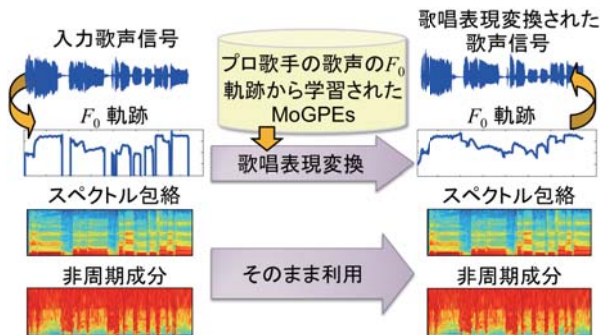 入力歌声信号
F0 軌跡
スペクトル包絡
非周期成分
プロ歌手の歌声のF0
軌跡から学習された
MoGPEs
歌唱表現変換
そのまま利用
歌唱表現変換された
歌声信号
F0 軌跡
スペクトル包絡
非周期成分